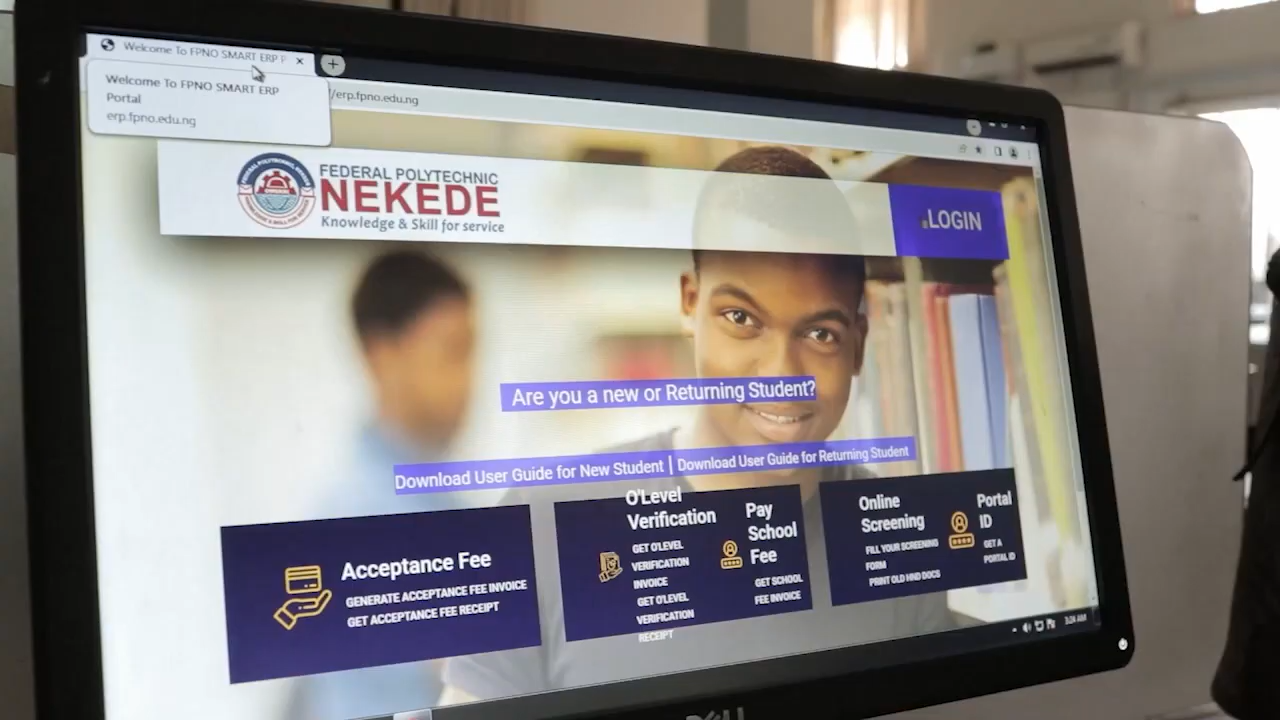 Welcome To FPNO SMART ERP P
Welcome To FPNO SMART ERP
Portal
erp.fpno.edu.ng
/erp.fpno.edu.ng
FEDERAL POLYTECHNIC
NEKEDE
Knowledge & Skill for service
LOGIN
Are you a new or Returning Student?
Download User Guide for New Student | Download User Guide for Returning Student
Acceptance Fee
GENERATE ACCEPTANCE FEE INVOICE
GET ACCEPTANCE FEE RECEIPT
O'Level
Verification
GET O'LEVEL
VERIFICATION
INVOICE
GET O'LEVEL
VERIFICATION
RECEIPT
Pay
School
Fee
GET SCHOOL
FEE INVOICE
Online
Screening
FILL YOUR SCREENING
FORM
PRINT OLD HND DOCS
Portal
ID
GET A
PORTAL ID
3:24 AM
DELL